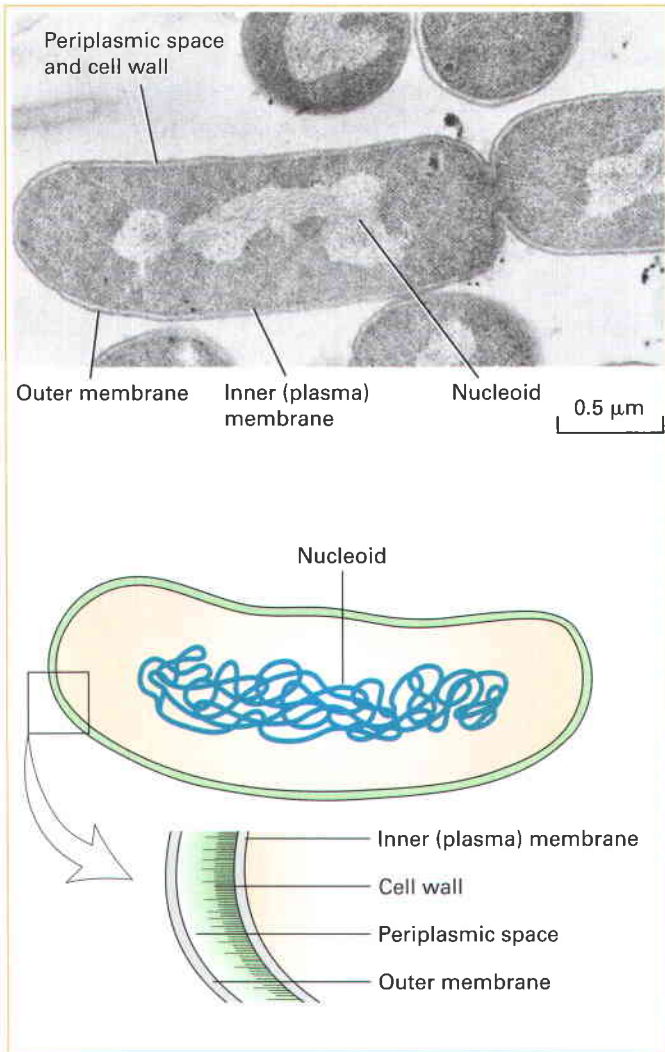 Periplasmic space
and cell wall
Outer membrane
Inner (plasma)
membrane
Nucleoid
0.5 μm
Nucleoid
Inner (plasma) membrane
Cell wall
Periplasmic space
Outer membrane